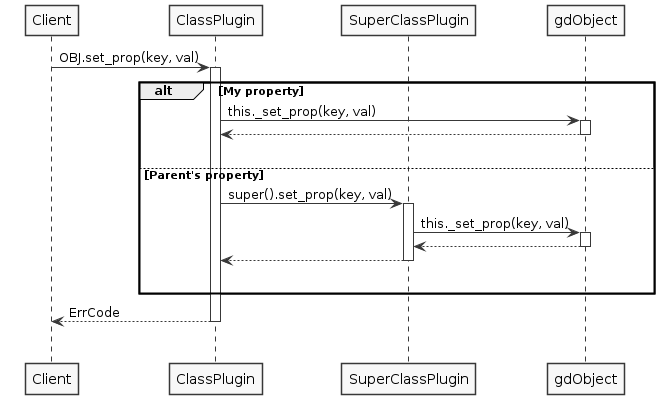 Client ClassPlugin SuperClassPlugin gdObject
OBJ.set_prop(key, val)
alt [My property]
this._set_prop(key, val)
[Parent's property]
super().set_prop(key, val)
this._set_prop(key, val)
ErrCode
Client ClassPlugin SuperClassPlugin gdObject